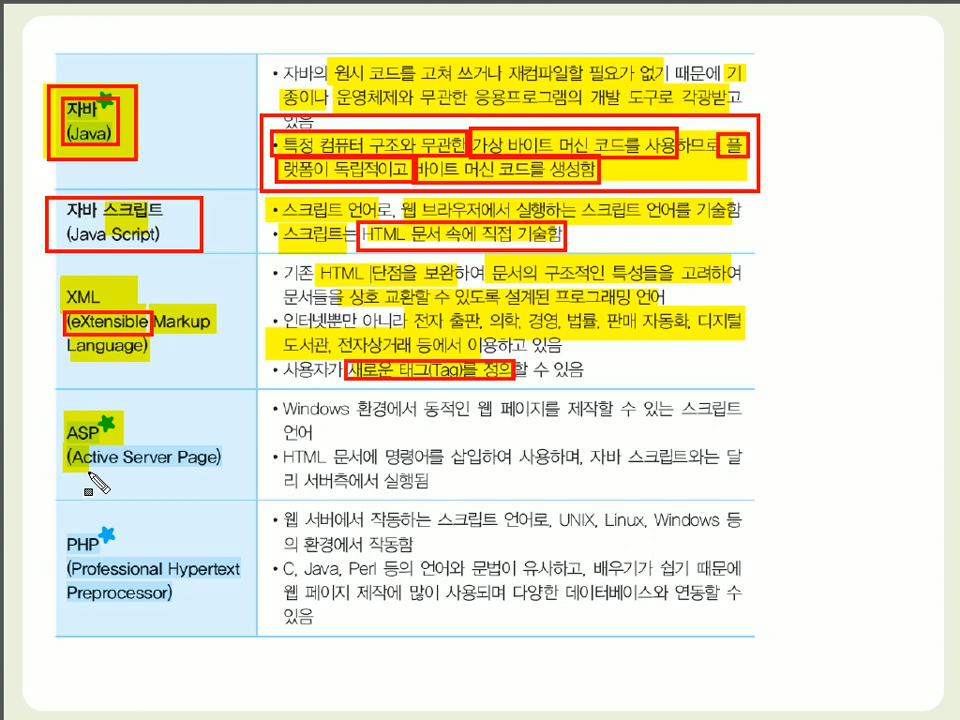 자바
(Java)
• 자바의 원시 코드를 고쳐 쓰거나 재컴파일할 필요가 없기 때문에 기
종이나 운영체제와 무관한 응용프로그램의 개발 도구로 각광받고
있음
• 특정 컴퓨터 구조와 무관한 가상 바이트 머신 코드를 사용하므로 플
랫폼이 독립적이고 바이트 머신 코드를 생성함
자바 스크립트
(Java Script)
• 스크립트 언어로, 웹 브라우저에서 실행하는 스크립트 언어를 기술함
• 스크립트는 HTML 문서 속에 직접 기술함
XML
(eXtensible Markup
Language)
• 기존 HTML 단점을 보완하여 문서의 구조적인 특성들을 고려하여
문서들을 상호 교환할 수 있도록 설계된 프로그래밍 언어
• 인터넷뿐만 아니라 전자 출판, 의학, 경영, 법률, 판매 자동화, 디지털
도서관, 전자상거래 등에서 이용하고 있음
• 사용자가 새로운 태그(Tag)를 정의할 수 있음
ASP
(Active Server Page)
• Windows 환경에서 동적인 웹 페이지를 제작할 수 있는 스크립트
언어
• HTML 문서에 명령어를 삽입하여 사용하며, 자바 스크립트와는 달
리 서버측에서 실행됨
PHP
(Professional Hypertext
Preprocessor)
• 웹 서버에서 작동하는 스크립트 언어로, UNIX, Linux, Windows 등
의 환경에서 작동함
• C, Java, Perl 등의 언어와 문법이 유사하고, 배우기가 쉽기 때문에
웹 페이지 제작에 많이 사용되며 다양한 데이터베이스와 연동할 수
있음